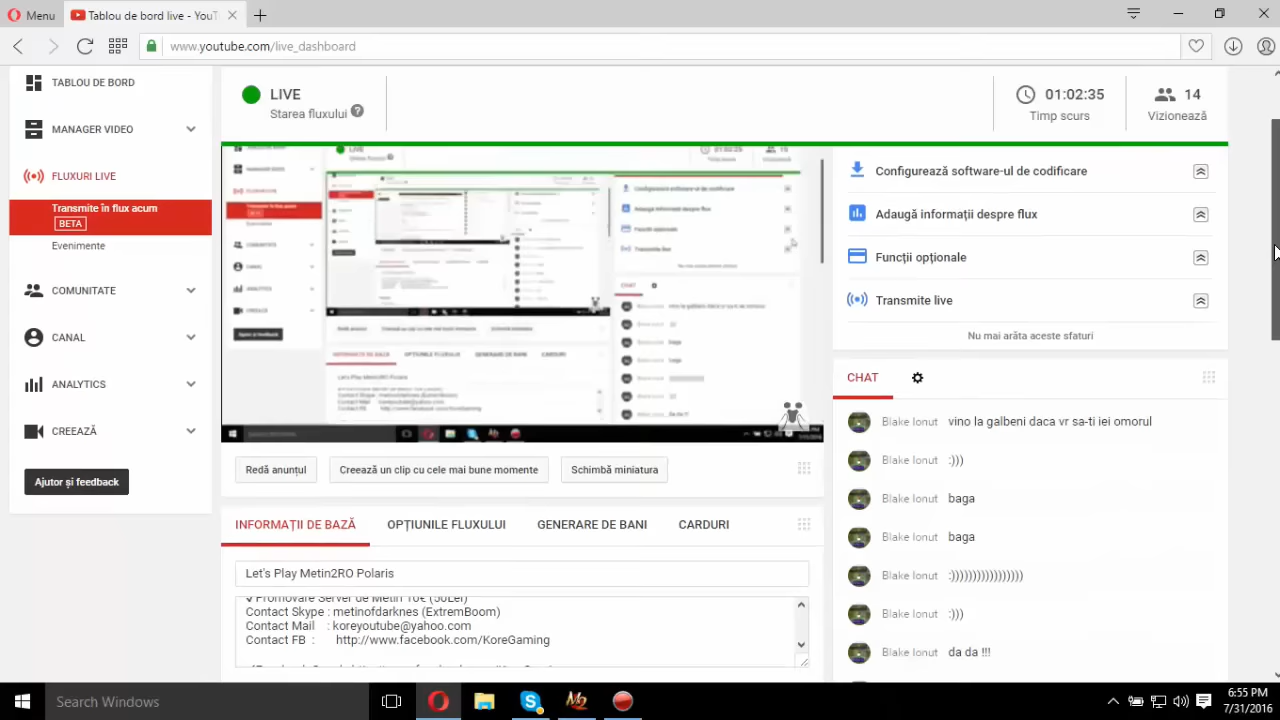 Menu
Tablou live - YouTu
www.youtube.com/live_dashboard
TABLOU DE BORD
MANAGER VIDEO
FLUXURI LIVE
Transmite în flux acum
BETA
Evenimente
COMUNITATE
CANAL
ANALYTICS
CREEAZĂ
Ajutor și feedback
LIVE
Starea fluxului
01:02:35
Timp scurs
14
Vizionează
Configurează software-ul de codificare
Adaugă informații despre flux
Funcții opționale
Transmite live
Nu mai arăta aceste sfaturi
Redă anunțul
Creează un clip cu cele mai bune momente
Schimbă miniatura
INFORMAȚII DE BAZĂ
OPȚIUNILE FLUXULUI
GENERARE DE BANI
CARDURI
Let's Play Metin2RO Polaris
✓Promovare Server de Metin 10€ (50Lei)
Contact Skype : metinofdarknes (ExtremBoom)
Contact Mail : koreyoutube@yahoo.com
Contact FB : http://www.facebook.com/KoreGaming
CHAT
Blake Ionut vino la galbeni daca vr sa-ti iei omorul
Blake Ionut :)))
Blake Ionut baga
Blake Ionut baga
Blake Ionut :)))))))))))))))))
Blake Ionut :)))
Blake Ionut da da !!!
Search Windows
6:55 PM
7/31/2016